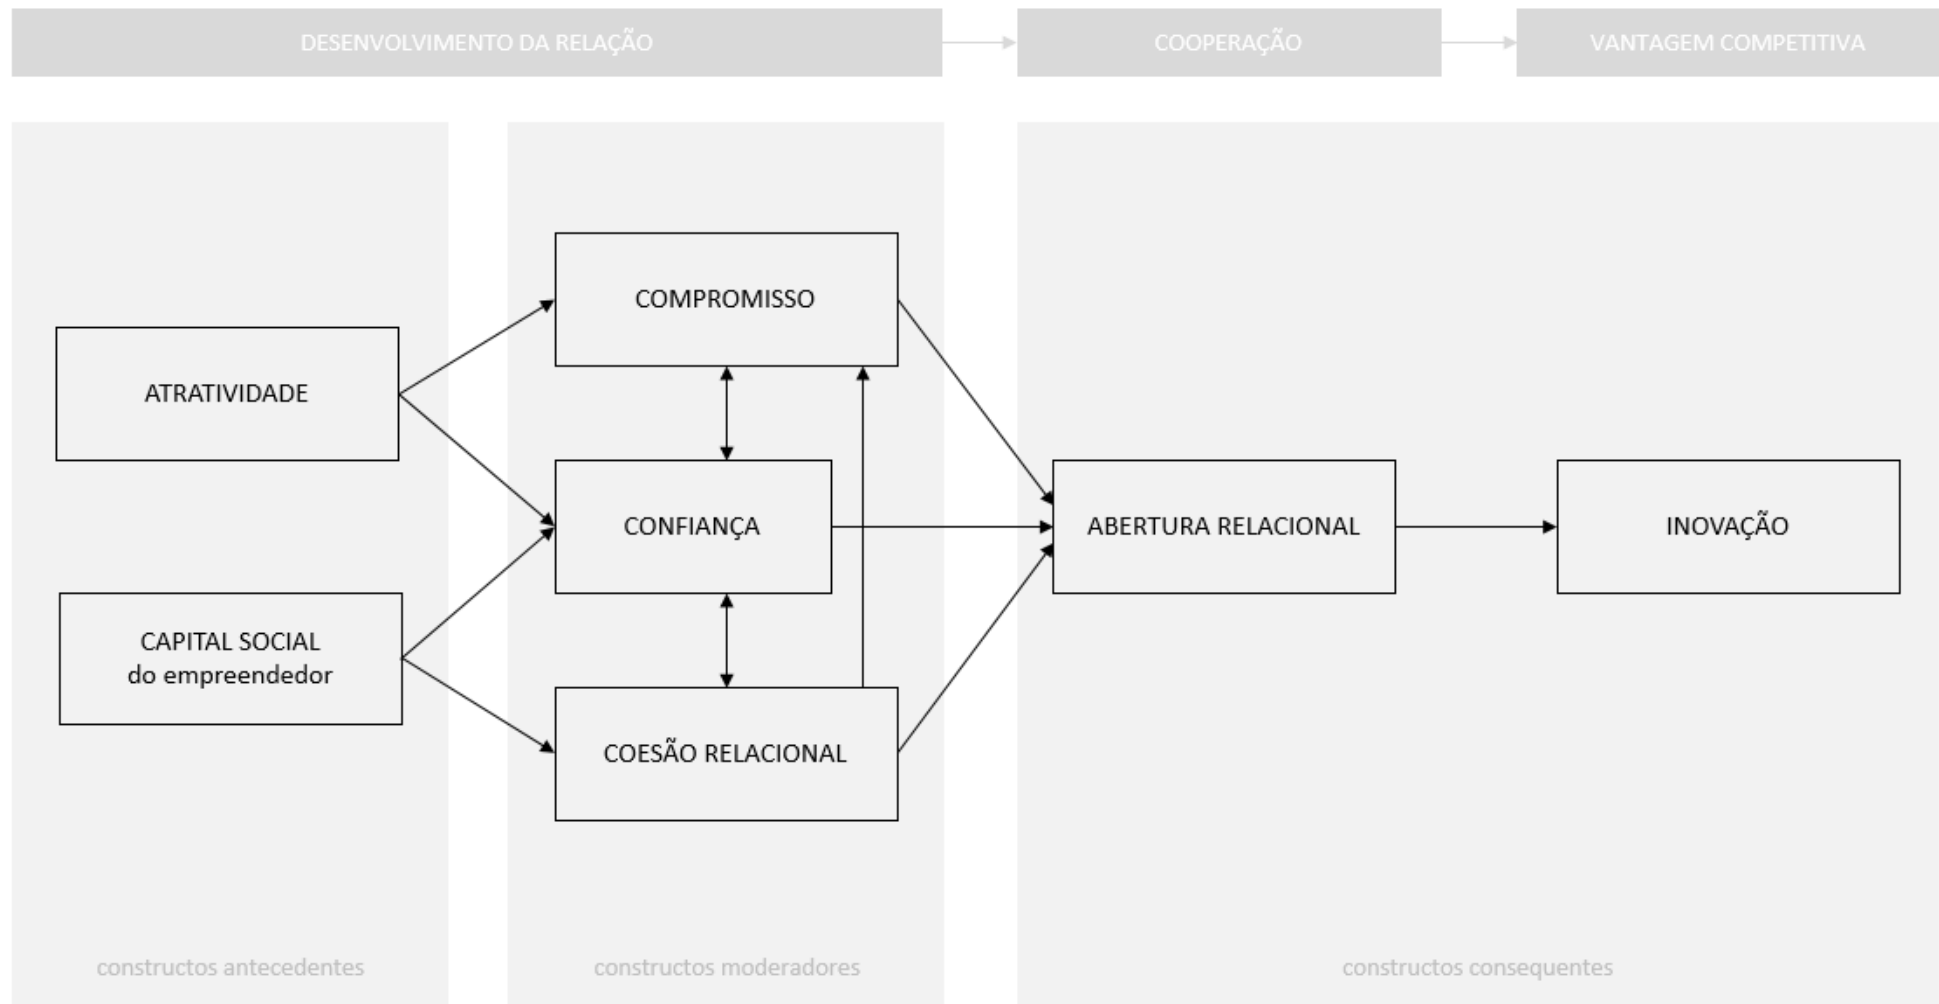 DESENVOLVIMENTO DA RELAÇÃO
COOPERAÇÃO
VANTAGEM COMPETITIVA
COMPROMISSO
ATRATIVIDADE
CONFIANÇA
ABERTURA RELACIONAL
INOVAÇÃO
CAPITAL SOCIAL
do empreendedor
COESÃO RELACIONAL
constructos antecedentes
constructos moderadores
constructos consequentes